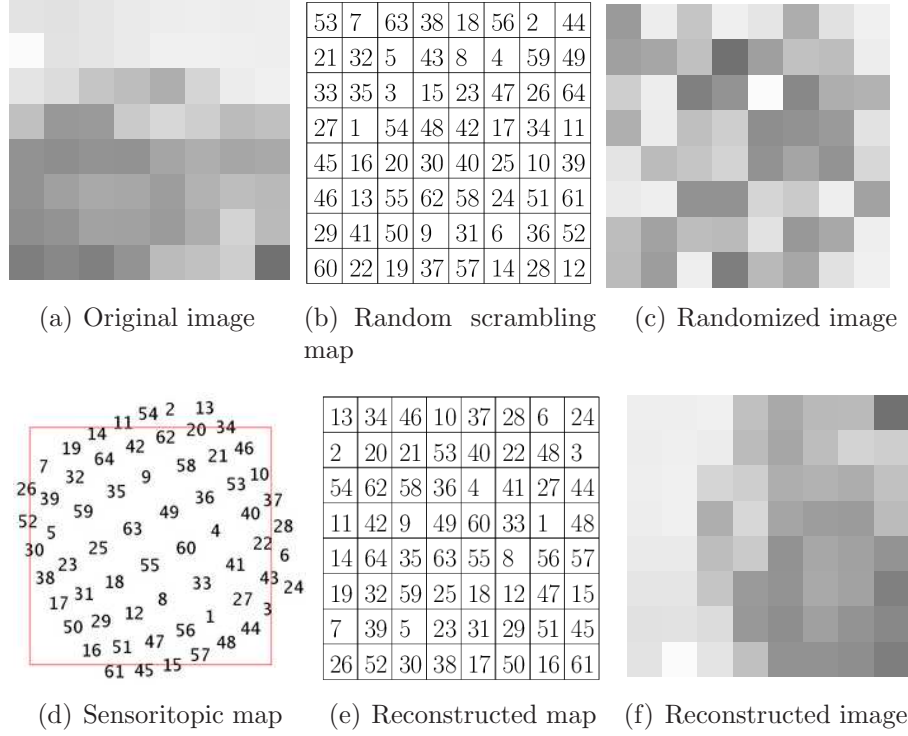 53 7 63 38 18 56 2 44
21 32 5 43 8 4 59 49
33 35 3 15 23 47 26 64
27 1 54 48 42 17 34 11
45 16 20 30 40 25 10 39
46 13 55 62 58 24 51 61
29 41 50 9 31 6 36 52
60 22 19 37 57 14 28 12
(a) Original image
(b) Random scrambling
map
(c) Randomized image
54 2 13
11 62 20 34
14 42 21 46
19 64 58
7 32 9 53 10
26 39 35 36 37
59 49 40
52 5 63 4 28
30 25 60 22 6
23 55 41
38 18 33 43 24
17 31 8 27
12 1 3
50 29 56 44
16 51 47 48
61 45 15 57
13 34 46 10 37 28 6 24
2 20 21 53 40 22 48 3
54 62 58 36 4 41 27 44
11 42 9 49 60 33 1 48
14 64 35 63 55 8 56 57
19 32 59 25 18 12 47 15
7 39 5 23 31 29 51 45
26 52 30 38 17 50 16 61
(d) Sensoritopic map
(e) Reconstructed map
(f) Reconstructed image